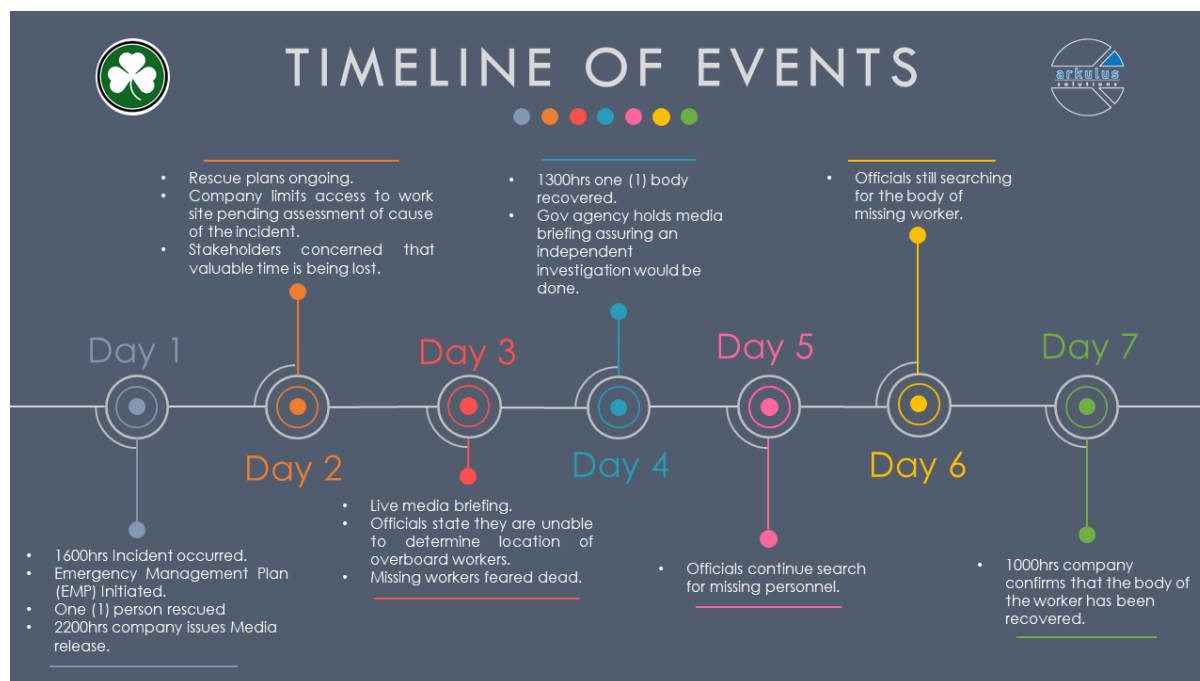 TIMELINE OF EVENTS
arkulus
solutions
Day 1
• 1600hrs Incident occurred.
• Emergency Management Plan
(EMP) Initiated.
• One (1) person rescued
• 2200hrs company issues Media
release.
• Rescue plans ongoing.
• Company limits access to work
site pending assessment of cause
of the incident.
• Stakeholders concerned that
valuable time is being lost.
Day 2
Day 3
• Live media briefing.
• Officials state they are unable
to determine location of
overboard workers.
• Missing workers feared dead.
• 1300hrs one (1) body
recovered.
• Gov agency holds media
briefing assuring an
independent
investigation would be
done.
Day 4
Day 5
• Officials continue search
for missing personnel.
• Officials still searching
for the body of
missing worker.
Day 6
Day 7
• 1000hrs company
confirms that the body of
the worker has been
recovered.